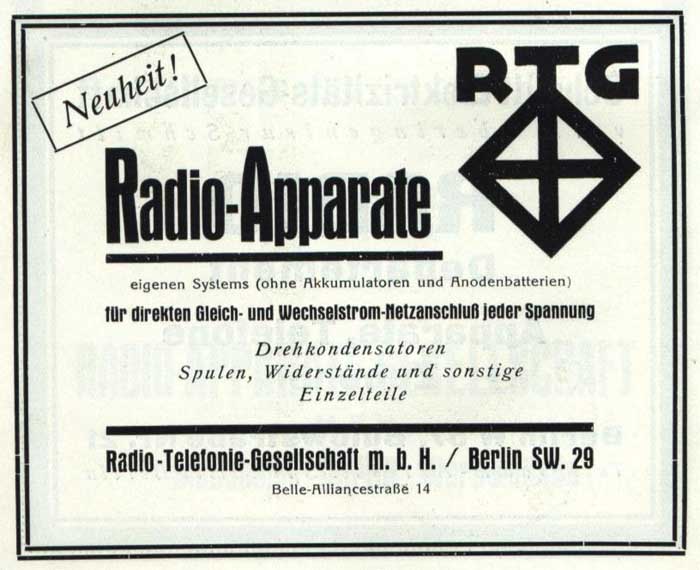 Neuheit!
RTG
Radio-Apparate
eigenen Systems (ohne Akkumulatoren und Anodenbatterien)
für direkten Gleich- und Wechselstrom-Netzanschluß jeder Spannung
Drehkondensatoren
Spulen, Widerstände und sonstige
Einzelteile
Radio-Telefonie-Gesellschaft m. b. H. / Berlin SW. 29
Belle-Alliancestraße 14